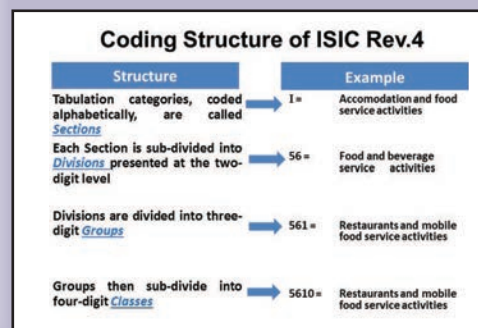 Coding Structure of ISIC Rev.4
Structure
Example
Tabulation categories, coded
alphabetically, are called
Sections
I =
Accomodation and food
service activities
Each Section is sub-divided into
Divisions presented at the two-
digit level
56 =
Food and beverage
service activities
Divisions are divided into three-
digit Groups
561 =
Restaurants and mobile
food service activities
Groups then sub-divide into
four-digit Classes
5610 =
Restaurants and mobile
food service activities